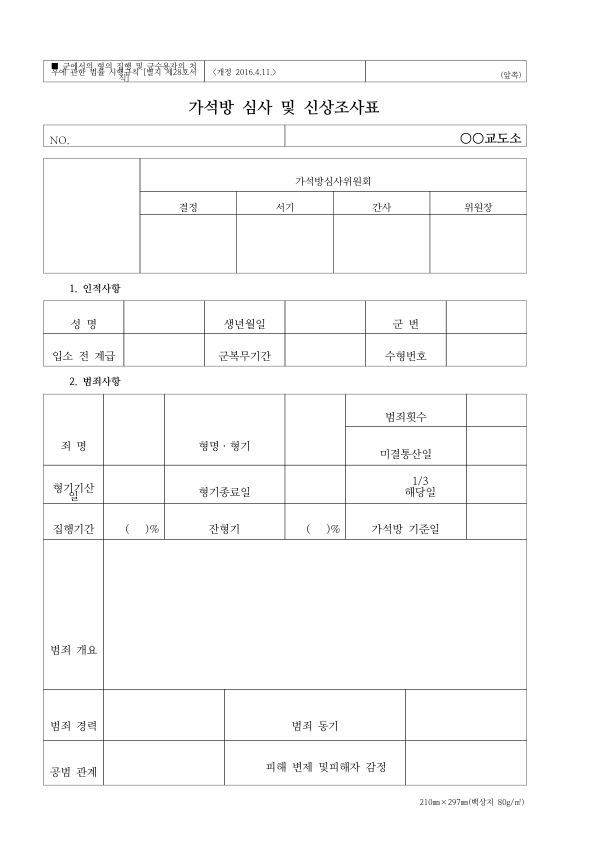 ■ 군에서의 형의 집행 및 군수용자의 처
우에 관한 법률 시행규칙 [별지 제28호서
식]
〈개정 2016.4.11.〉
(앞쪽)
가석방 심사 및 신상조사표
NO.
○○교도소
가석방심사위원회
결정 서기 간사 위원장
1. 인적사항
성 명 생년월일 군 번
입소 전 계급 군복무기간 수형번호
2. 범죄사항
범죄횟수
죄 명 형명·형기
미결통산일
형기기산
일
형기종료일
1/3
해당일
집행기간 ( )% 잔형기 ( )% 가석방 기준일
범죄 개요
범죄 경력 범죄 동기
공범 관계 피해 변제 및피해자 감정
210㎜×297㎜(백상지 80g/㎡)